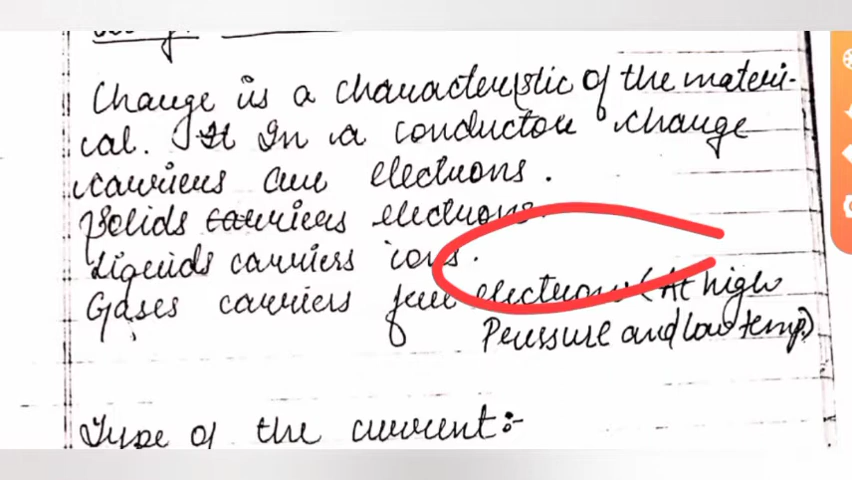 Charge is a characteristic of the materi-
cal. It In a conductor charge
carriers are electrons.
Solids carriers electrons.
Liquids carriers ions.
Gases carriers free electrons (At high
Pressure and low temp.)
Type of the current:-